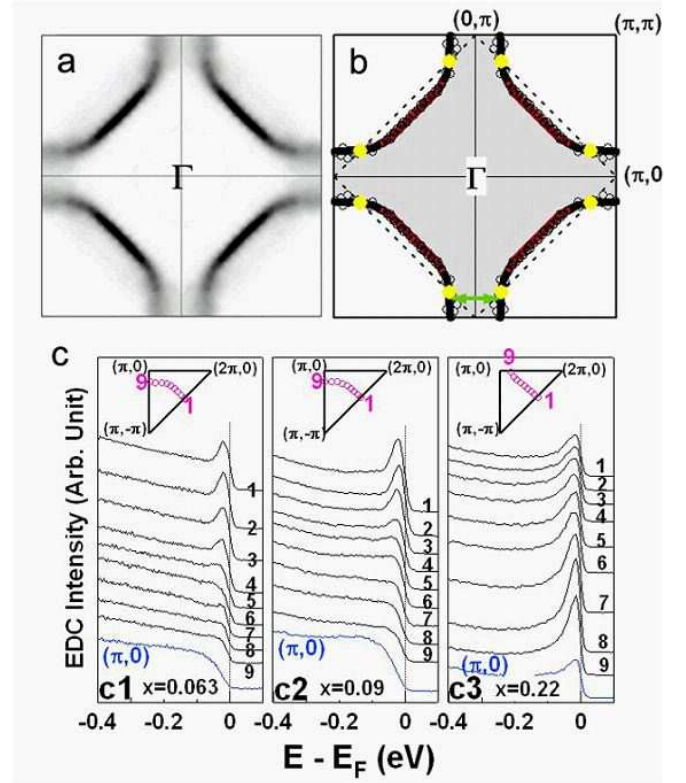 a
Γ
b
(0,π)
(π,π)
(π,0
Γ
c
EDC Intensity (Arb. Unit)
(π,0) (2π,0)
9
1
(π,-π)
1
2
3
4
5
6
7
8
9
(π,0)
c1 x=0.063
(π,0) (2π,0)
9
1
(π,-π)
1
2
3
4
5
6
7
8
9
(π,0)
c2 x=0.09
9
(π,0) (2π,0)
1
(π,-π)
1
2
3
4
5
6
7
8
9
(π,0)
c3 x=0.22
-0.4 -0.2 0 -0.4 -0.2 0 -0.4 -0.2 0
E - E_F (eV)